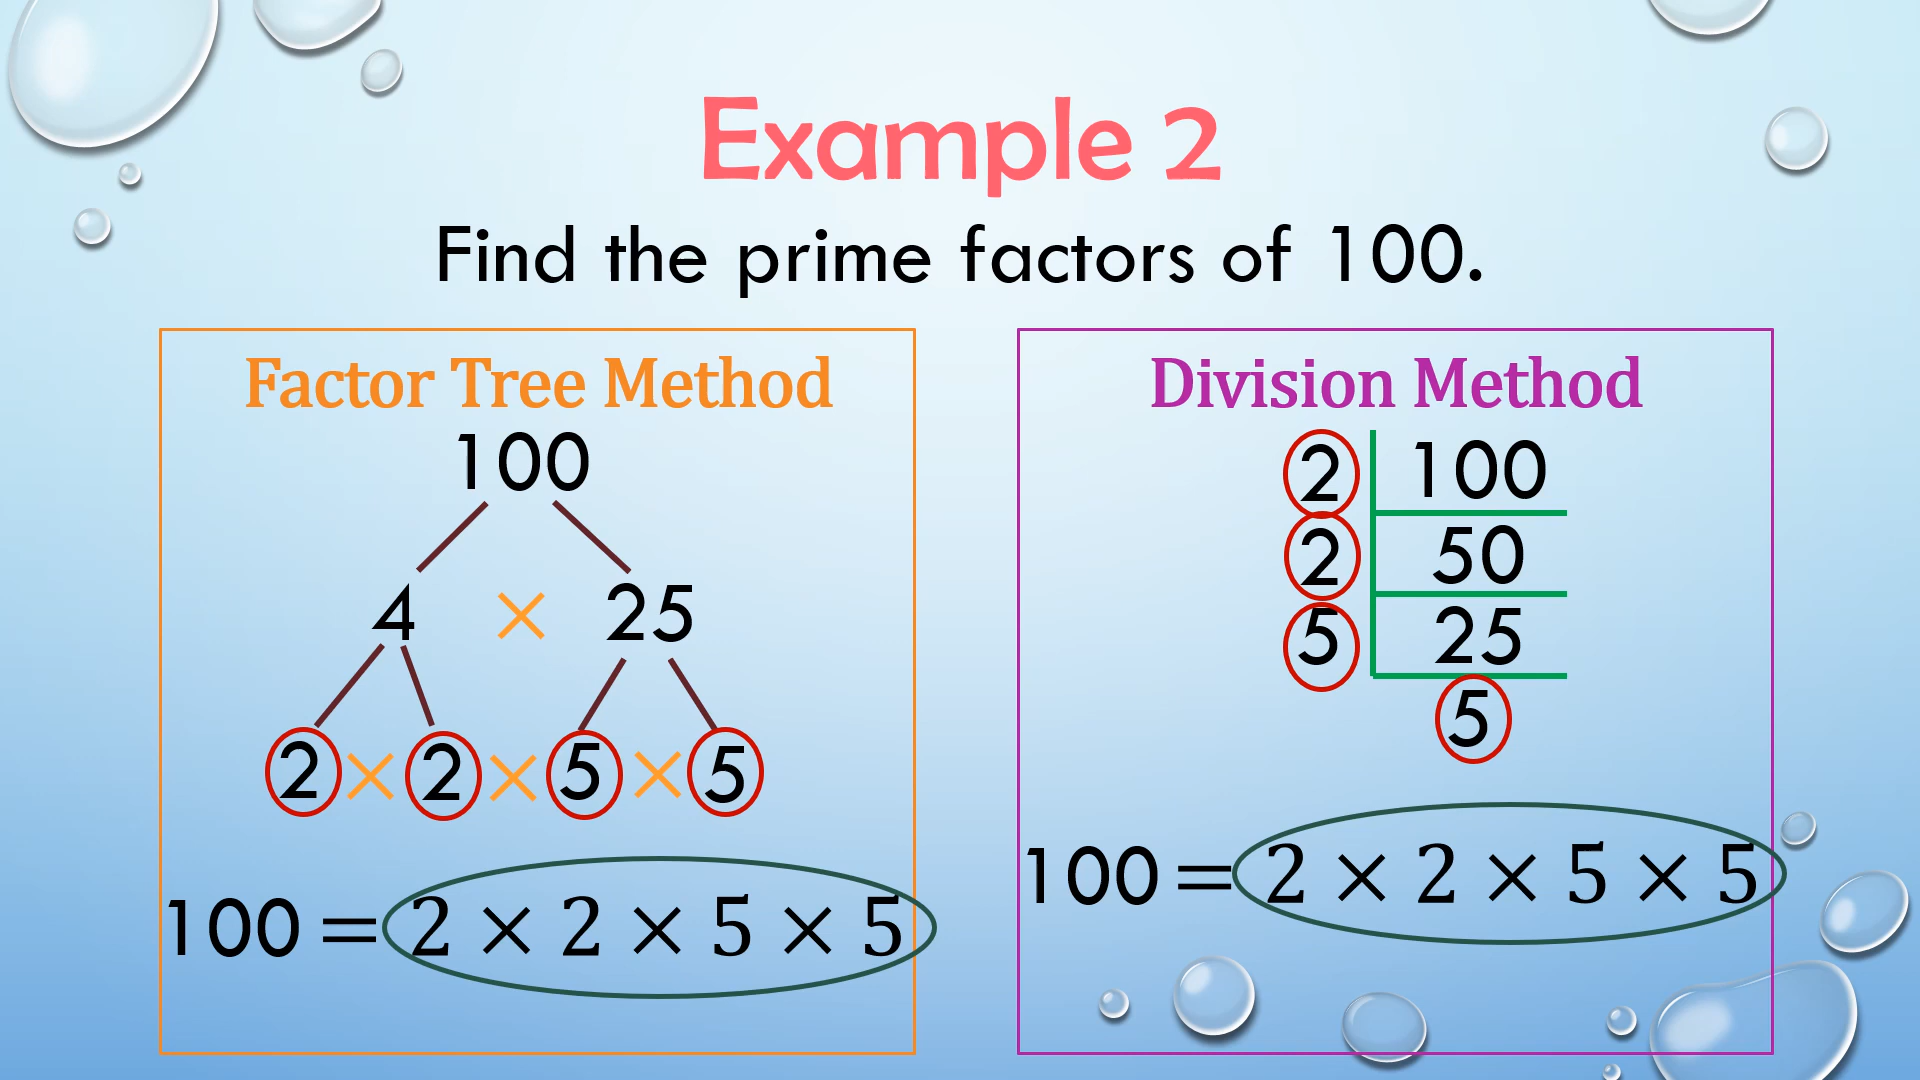 Example 2
Find the prime factors of 100.
Factor Tree Method
100
4 × 25
2 × 2 × 5 × 5
100 = 2 × 2 × 5 × 5
Division Method
2 100
2 50
5 25
5
100 = 2 × 2 × 5 × 5